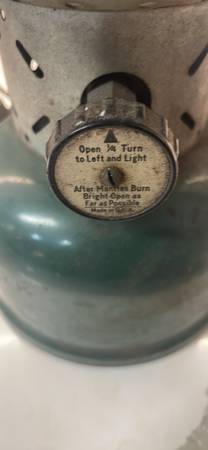 Open ¼ Turn
to Left and Light
After Mantles Burn
Bright-Open as
Far as Possible
Made in U.S.A.